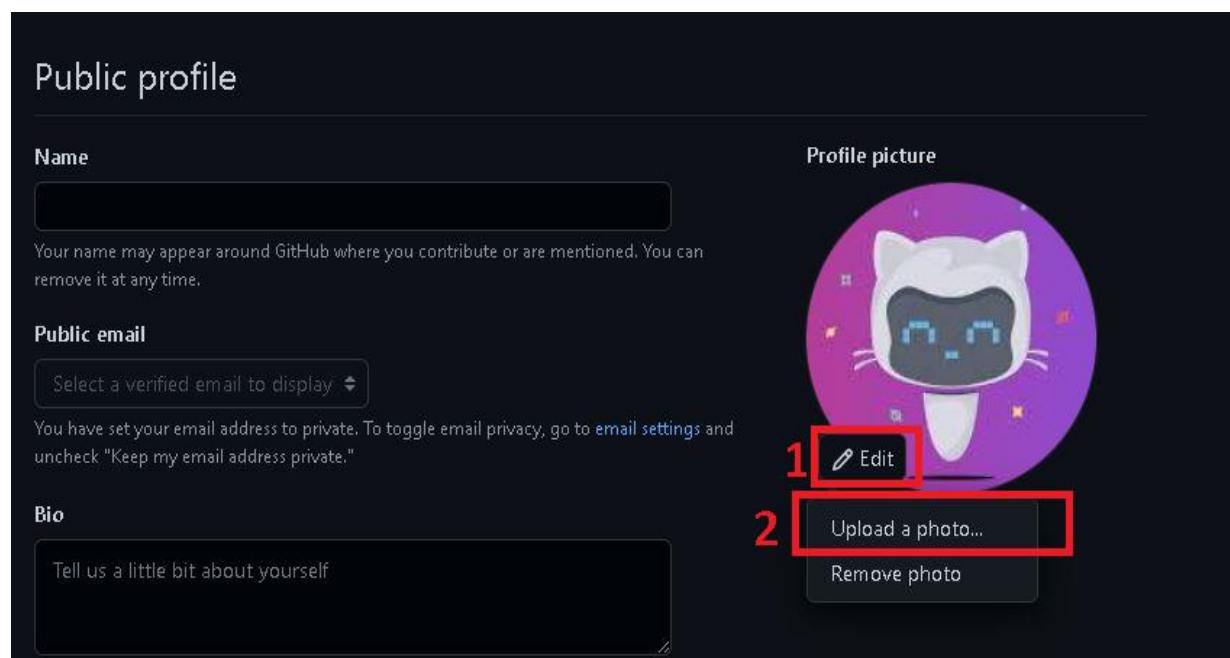 Public profile
Name
Your name may appear around GitHub where you contribute or are mentioned. You can
remove it at any time.
Public email
Select a verified email to display
You have set your email address to private. To toggle email privacy, go to email settings and
uncheck "Keep my email address private."
Bio
Tell us a little bit about yourself
Profile picture
1 Edit
2 Upload a photo...
Remove photo